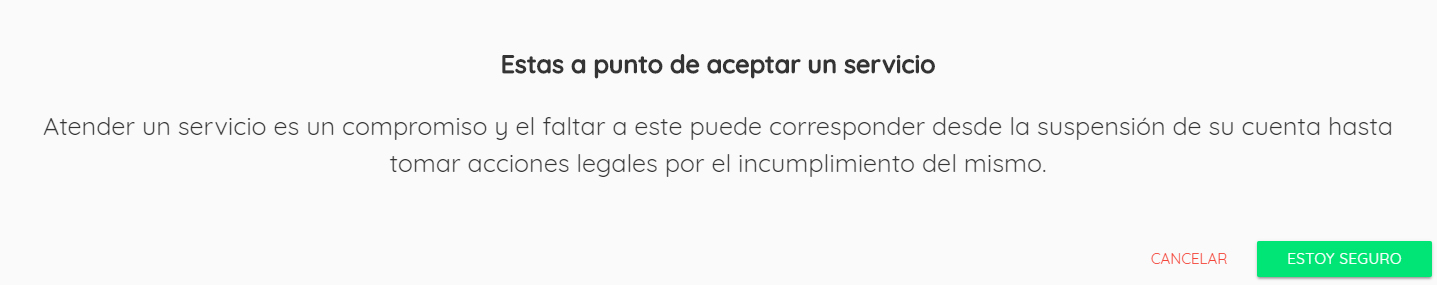 Estas a punto de aceptar un servicio
Atender un servicio es un compromiso y el faltar a este puede corresponder desde la suspensión de su cuenta hasta
tomar acciones legales por el incumplimiento del mismo.
CANCELAR ESTOY SEGURO